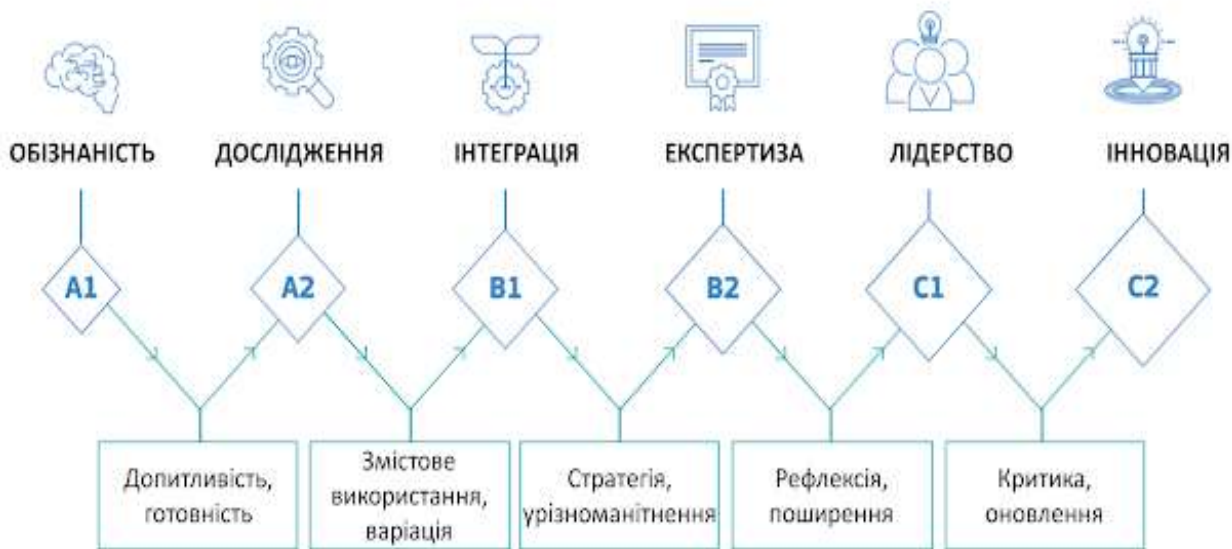 ОБІЗНАНІСТЬ
ДОСЛІДЖЕННЯ
ІНТЕГРАЦІЯ
ЕКСПЕРТИЗА
ЛІДЕРСТВО
ІННОВАЦІЯ
A1
A2
B1
B2
C1
C2
Допитливість,
готовність
Змістове
використання,
варіація
Стратегія,
урізноманітнення
Рефлексія,
поширення
Критика,
оновлення